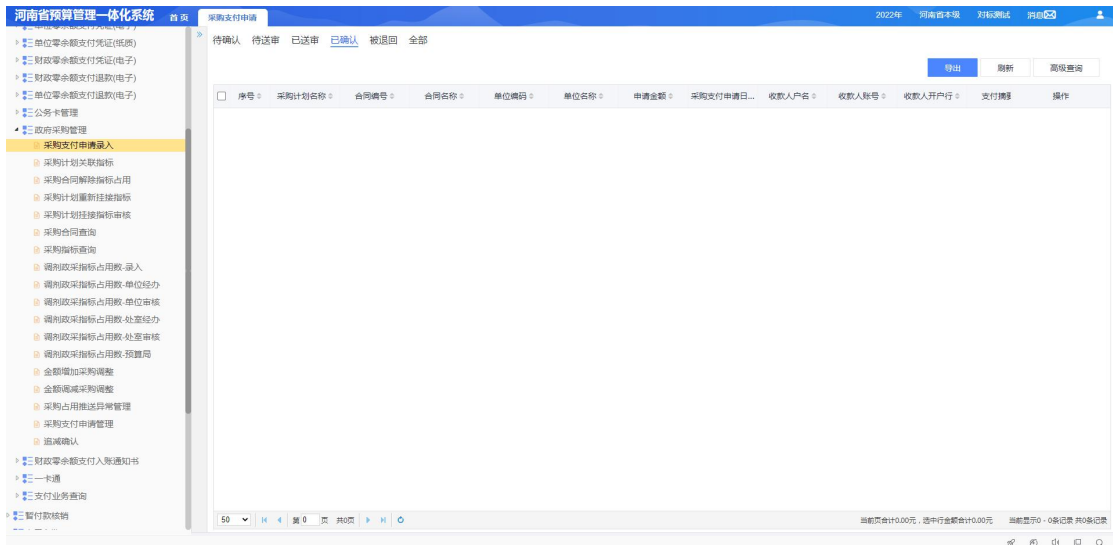 河南省预算管理一体化系统 首页 采购支付申请 2022年 河南省本级 对标测试 消息
单位零余额支付凭证(纸质)
财政零余额支付凭证(电子)
财政零余额支付退款(电子)
单位零余额支付退款(电子)
公务卡管理
政府采购管理
采购支付申请录入
采购计划关联指标
采购合同解除指标占用
采购计划重新挂接指标
采购计划挂接指标审核
采购合同查询
采购指标查询
调剂政采指标占用数-录入
调剂政采指标占用数-单位经办
调剂政采指标占用数-单位审核
调剂政采指标占用数-处室经办
调剂政采指标占用数-处室审核
调剂政采指标占用数-预算局
金额增加采购调整
金额调减采购调整
采购占用推送异常管理
采购支付申请管理
追减确认
财政零余额支付入账通知书
一卡通
支付业务查询
暂付款核销
待确认 待送审 已送审 已确认 被退回 全部
导出 刷新 高级查询
序号 采购计划名称 合同编号 合同名称 单位编码 单位名称 申请金额 采购支付申请日... 收款人户名 收款人账号 收款人开户行 支付摘要 操作
50 第 0 页 共0页 当前页合计0.00元，选中行金额合计0.00元 当前显示0 - 0条记录 共0条记录